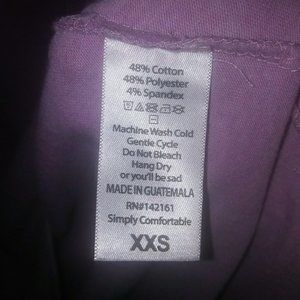 48% Cotton
48% Polyester
4% Spandex
Machine Wash Cold
Gentle Cycle
Do Not Bleach
Hang Dry
or you'll be sad
MADE IN GUATEMALA
RN#142161
Simply Comfortable
XXS